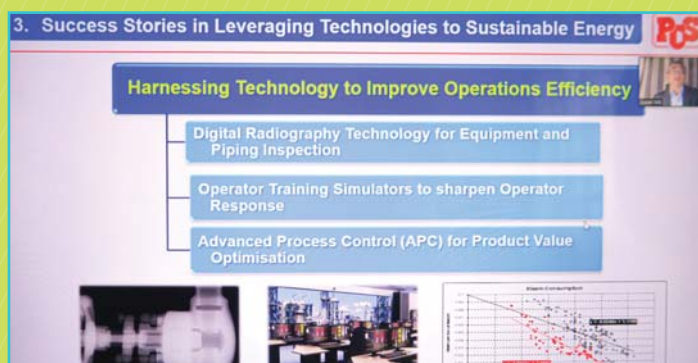 3. Success Stories in Leveraging Technologies to Sustainable Energy
PCS
Harnessing Technology to Improve Operations Efficiency
Digital Radiography Technology for Equipment and
Piping Inspection
Operator Training Simulators to sharpen Operator
Response
Advanced Process Control (APC) for Product Value
Optimisation